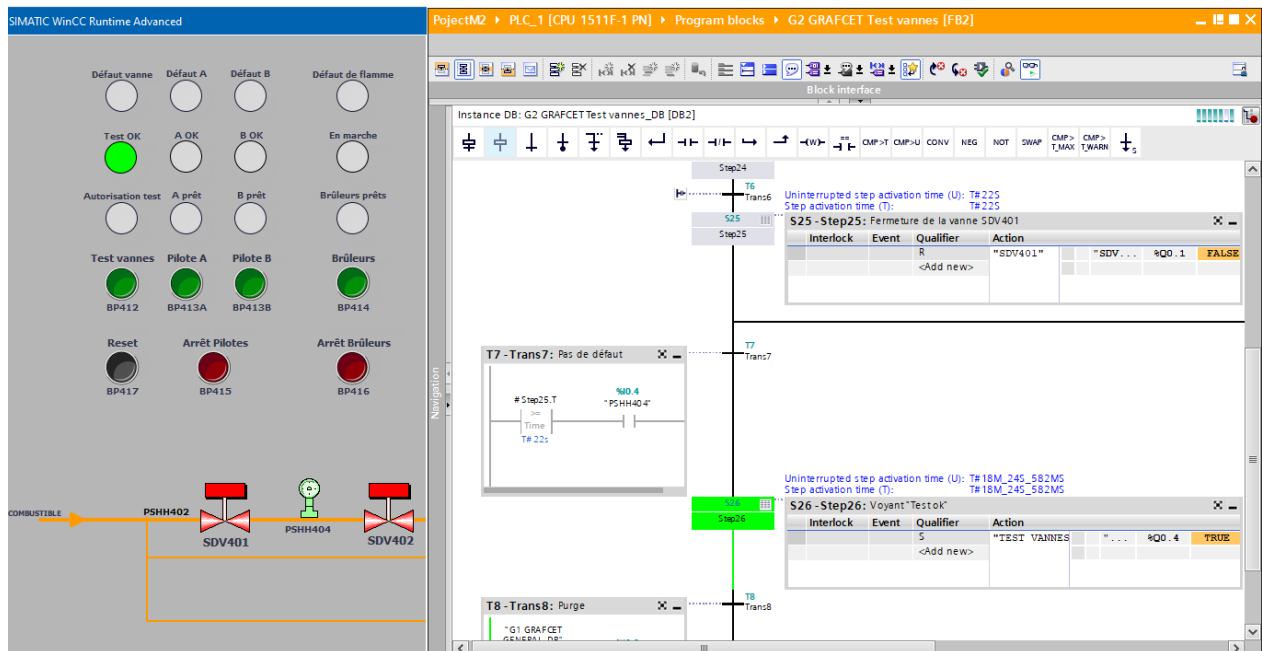 SIMATIC WinCC Runtime Advanced
Défaut vanne Défaut A Défaut B Défaut de flamme
Test OK A OK B OK En marche
Autorisation test A prêt B prêt Brûleurs prêts
Test vannes Pilote A Pilote B Brûleurs
BP412 BP413A BP413B BP414
Reset Arrêt Pilotes Arrêt Brûleurs
BP417 BP415 BP416
COMBUSTIBLE PSHH402 PSHH404
SDV401 SDV402
PojectM2 PLC_1 [CPU 1511F-1 PN] Program blocks G2 GRAFCET Test vannes [FB2]
Block interface
Instance DB: G2 GRAFCET Test vannes_DB [DB2]
CMP>T CMP>U CONV NEG NOT SWAP CMP> T_MAX CMP> T_WARN
Step24
T6
Trans6
Uninterrupted step activation time (U): T#22S
Step activation time (T): T#22S
S25
Step25
S25 - Step25: Fermeture de la vanne SDV401
Interlock Event Qualifier Action
R "SDV401" "SDV... %Q0.1 FALSE
<Add new>
T7
Trans7
T7 - Trans7: Pas de défaut
#Step25.T %I0.4
"PSHH404"
>=
Time
T#22s
Navigation
Uninterrupted step activation time (U): T#18M_24S_582MS
Step activation time (T): T#18M_24S_582MS
S26
Step26
S26 - Step26: Voyant "Test ok"
Interlock Event Qualifier Action
S "TEST VANNES "... %Q0.4 TRUE
<Add new>
T8
Trans8
T8 - Trans8: Purge
"G1 GRAFCET
GENERAL_DB"